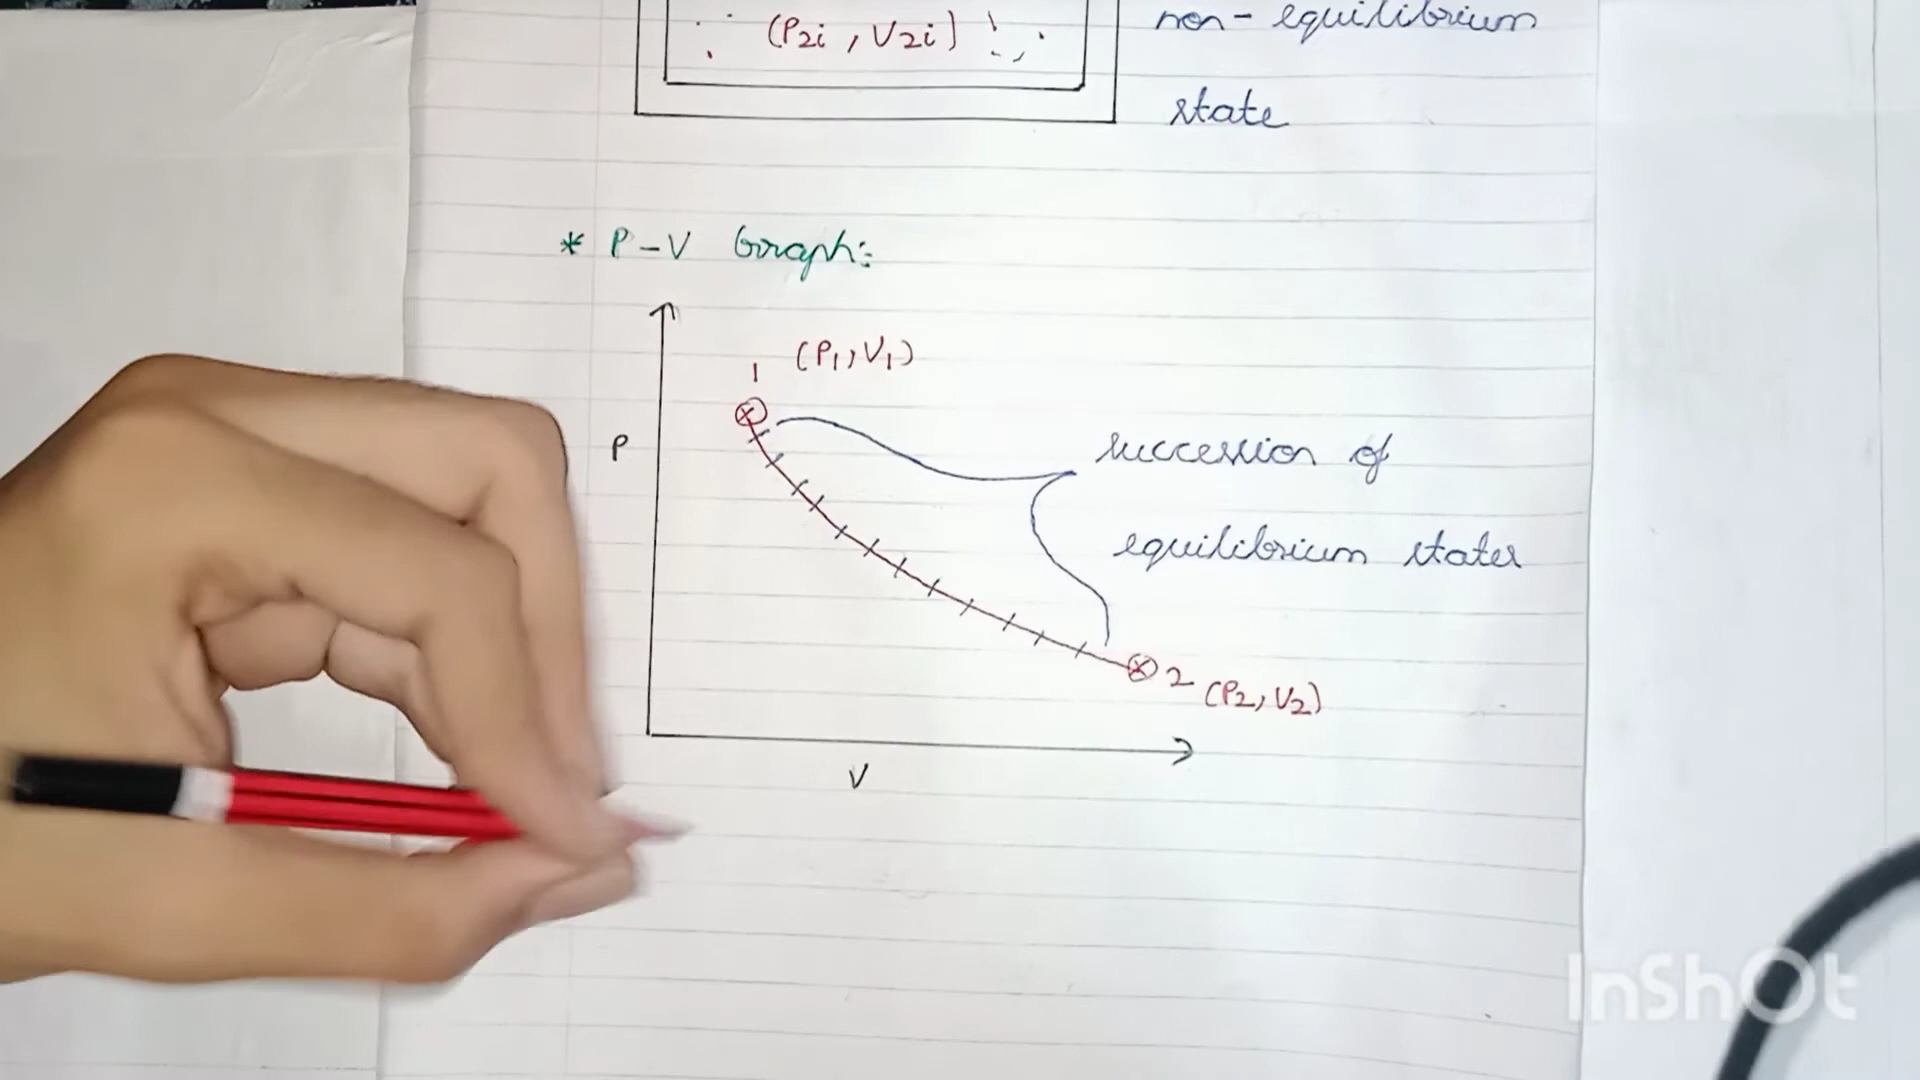 (P2i, V2i)
non-equilibrium
state
* P-V Graph:
(P1, V1)
1
P
succession of
equilibrium states
2 (P2, V2)
V
InShOt